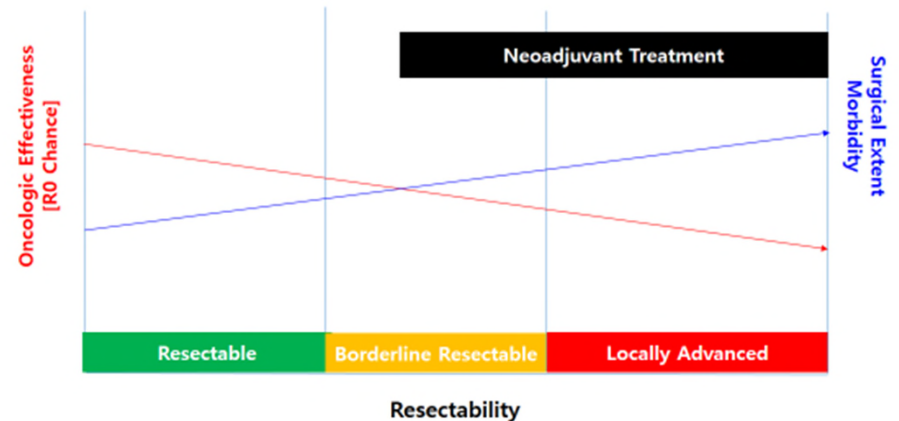 Neoadjuvant Treatment
Oncologic Effectiveness
[R0 Chance]
Surgical Extent
Morbidity
Resectable
Borderline Resectable
Locally Advanced
Resectability